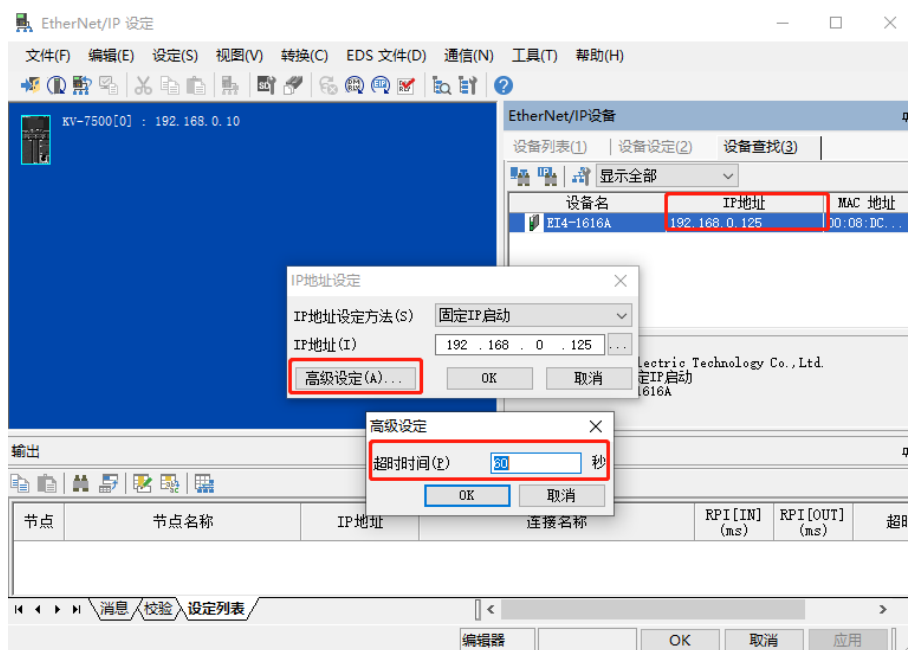 EtherNet/IP 设定
文件(F) 编辑(E) 设定(S) 视图(V) 转换(C) EDS 文件(D) 通信(N) 工具(T) 帮助(H)
KV-7500[0] : 192.168.0.10
EtherNet/IP设备
设备列表(1) 设备设定(2) 设备查找(3)
显示全部
设备名 IP地址 MAC 地址
EI4-1616A 192.168.0.125 00:08:DC...
IP地址设定
IP地址设定方法(S) 固定IP启动
IP地址(I) 192 . 168 . 0 . 125 ...
高级设定(A)... OK 取消
lectric Technology Co.,Ltd.
定IP启动
1616A
高级设定
超时时间(P) 60 秒
OK 取消
输出
节点 节点名称 IP地址 连接名称 RPI[IN] (ms) RPI[OUT] (ms) 超时
消息 校验 设定列表
编辑器 OK 取消 应用